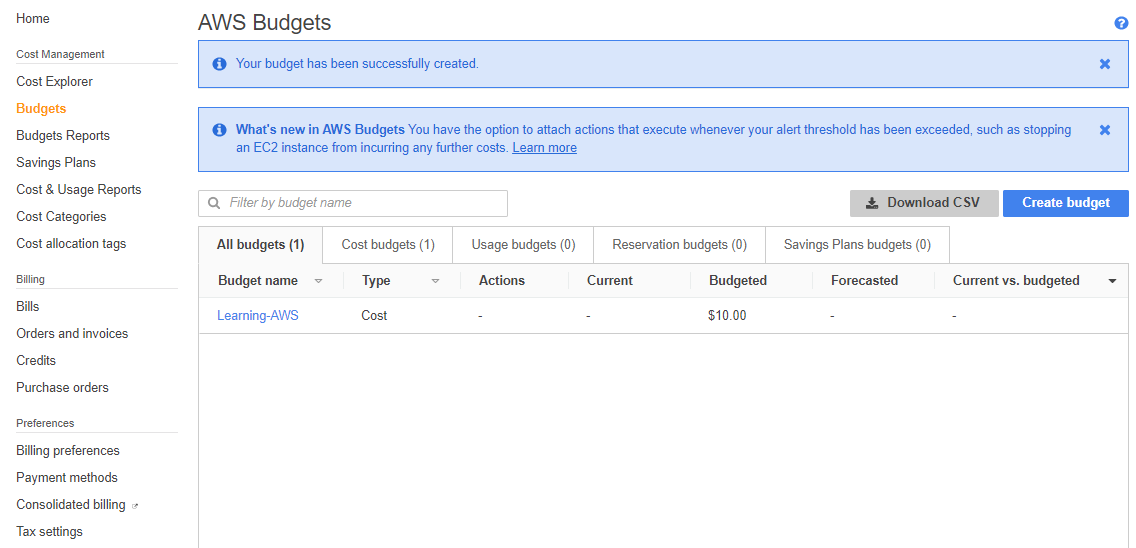 Home
Cost Management
Cost Explorer
Budgets
Budgets Reports
Savings Plans
Cost & Usage Reports
Cost Categories
Cost allocation tags
Billing
Bills
Orders and invoices
Credits
Purchase orders
Preferences
Billing preferences
Payment methods
Consolidated billing
Tax settings
AWS Budgets
Your budget has been successfully created.
What's new in AWS Budgets You have the option to attach actions that execute whenever your alert threshold has been exceeded, such as stopping
an EC2 instance from incurring any further costs. Learn more
Filter by budget name
Download CSV
Create budget
All budgets (1) Cost budgets (1) Usage budgets (0) Reservation budgets (0) Savings Plans budgets (0)
Budget name Type Actions Current Budgeted Forecasted Current vs. budgeted
Learning-AWS Cost - - $10.00 - -